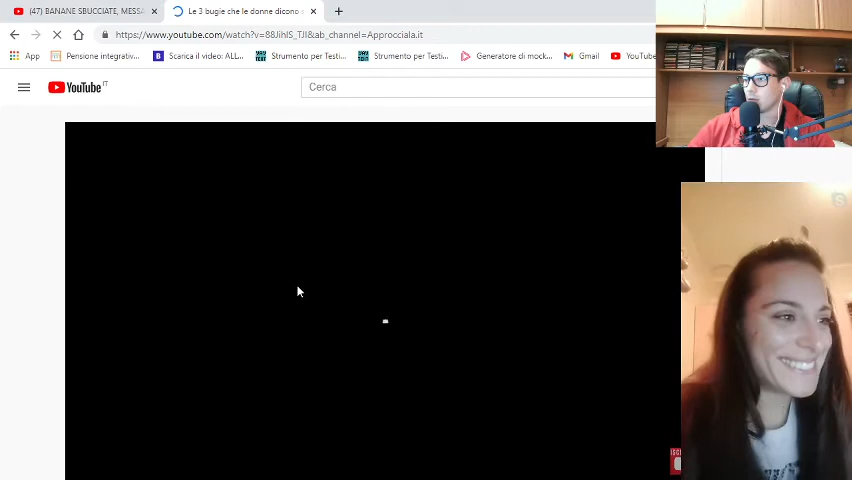 (47) BANANE SBUCCIATE, MESSA
Le 3 bugie che le donne dicono
https://www.youtube.com/watch?v=88JihlS_TJI&ab_channel=Approcciala.it
App
Pensione integrativ...
Scarica il video: ALL...
Strumento per Testi...
Strumento per Testi...
Generatore di mock...
Gmail
YouTube
YouTube IT
Cerca
ISCI